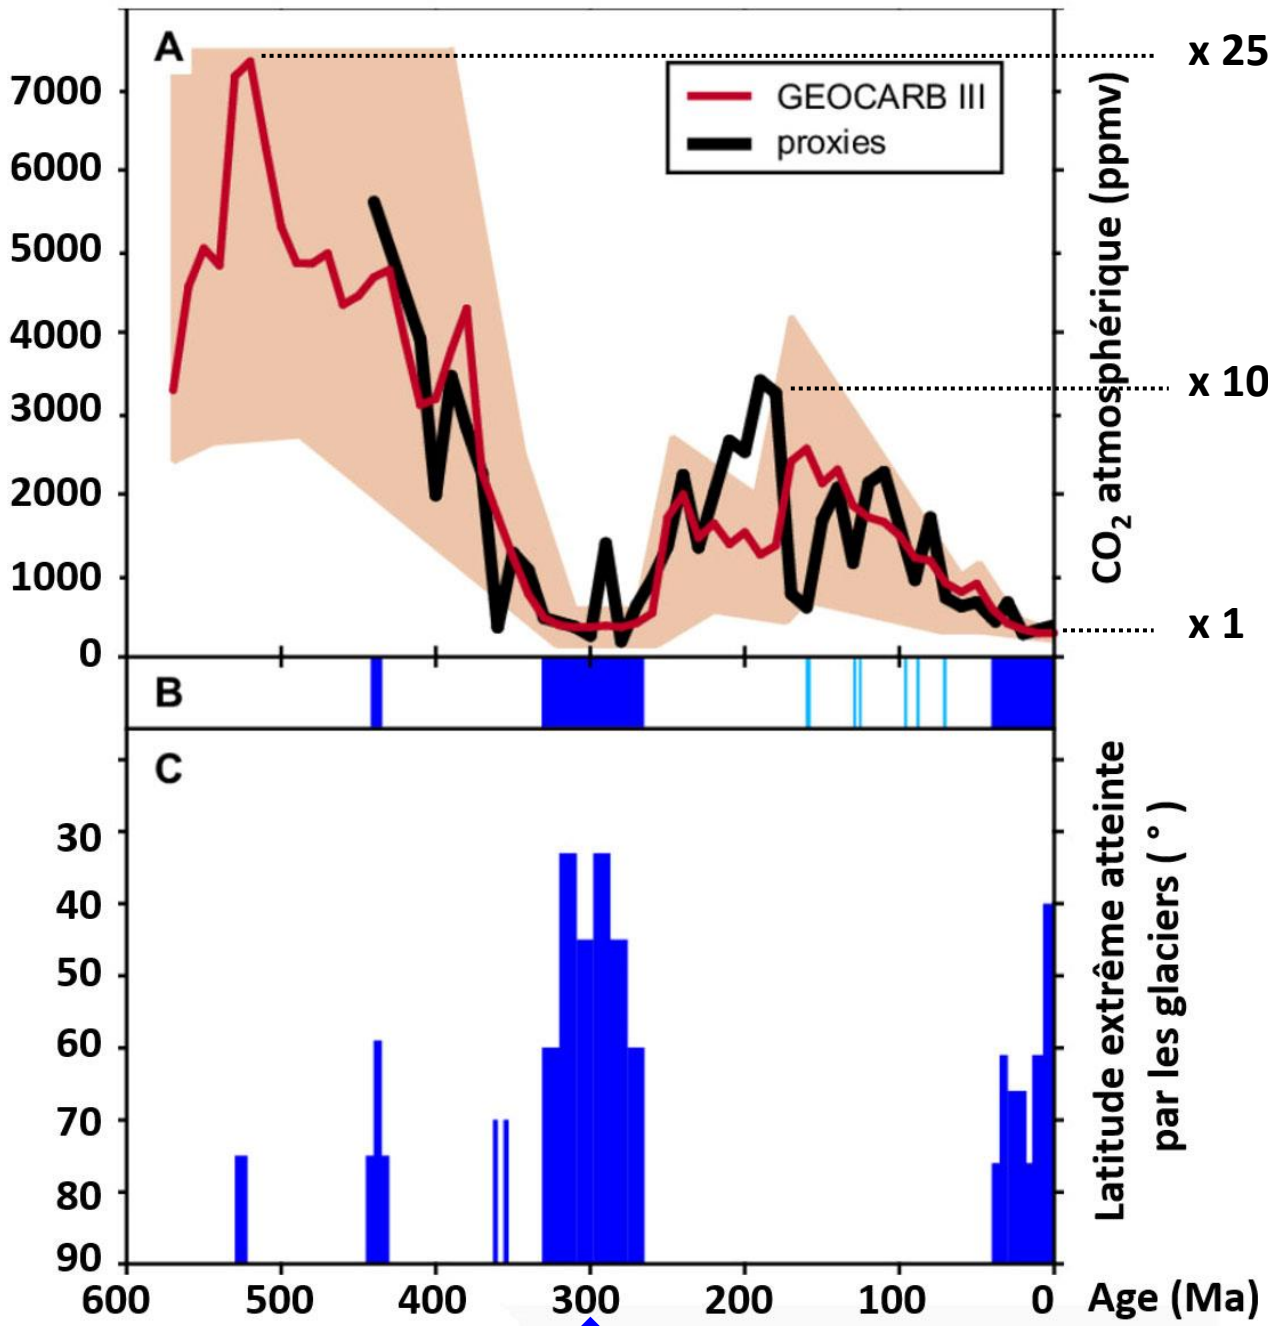 A
x 25
GEOCARB III
proxies
7000
6000
5000
4000
3000
2000
1000
0
CO2 atmosphérique (ppmv)
x 10
x 1
B
C
30
40
50
60
70
80
90
Latitude extrême atteinte
par les glaciers ( ° )
600 500 400 300 200 100 0 Age (Ma)